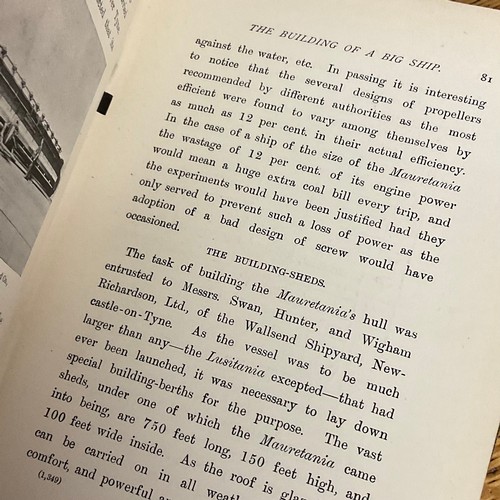 THE BUILDING OF A BIG SHIP.
81
against the water, etc. In passing it is interesting
to notice that the several designs of propellers
recommended by different authorities as the most
efficient were found to vary among themselves by
as much as 12 per cent. in their actual efficiency.
In the case of a ship of the size of the Mauretania
the wastage of 12 per cent. of its engine power
would mean a huge extra coal bill every trip, and
the experiments would have been justified had they
only served to prevent such a loss of power as the
adoption of a bad design of screw would have
occasioned.
THE BUILDING-SHEDS.
The task of building the Mauretania's hull was
entrusted to Messrs. Swan, Hunter, and Wigham
Richardson, Ltd., of the Wallsend Shipyard, New-
castle-on-Tyne. As the vessel was to be much
larger than any—the Lusitania excepted—that had
ever been launched, it was necessary to lay down
special building-berths for the purpose. The vast
sheds, under one of which the Mauretania came
into being, are 750 feet long, 150 feet high, and
100 feet wide inside. As the roof is
can be carried on in all
comfort, and powerful
(1,349)